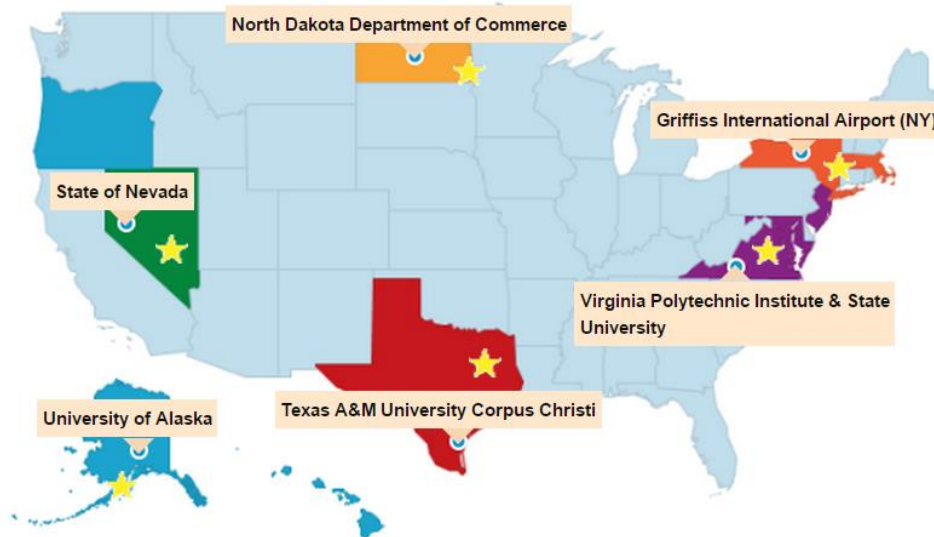 North Dakota Department of Commerce
Griffiss International Airport (NY)
State of Nevada
Virginia Polytechnic Institute & State
University
University of Alaska
Texas A&M University Corpus Christi